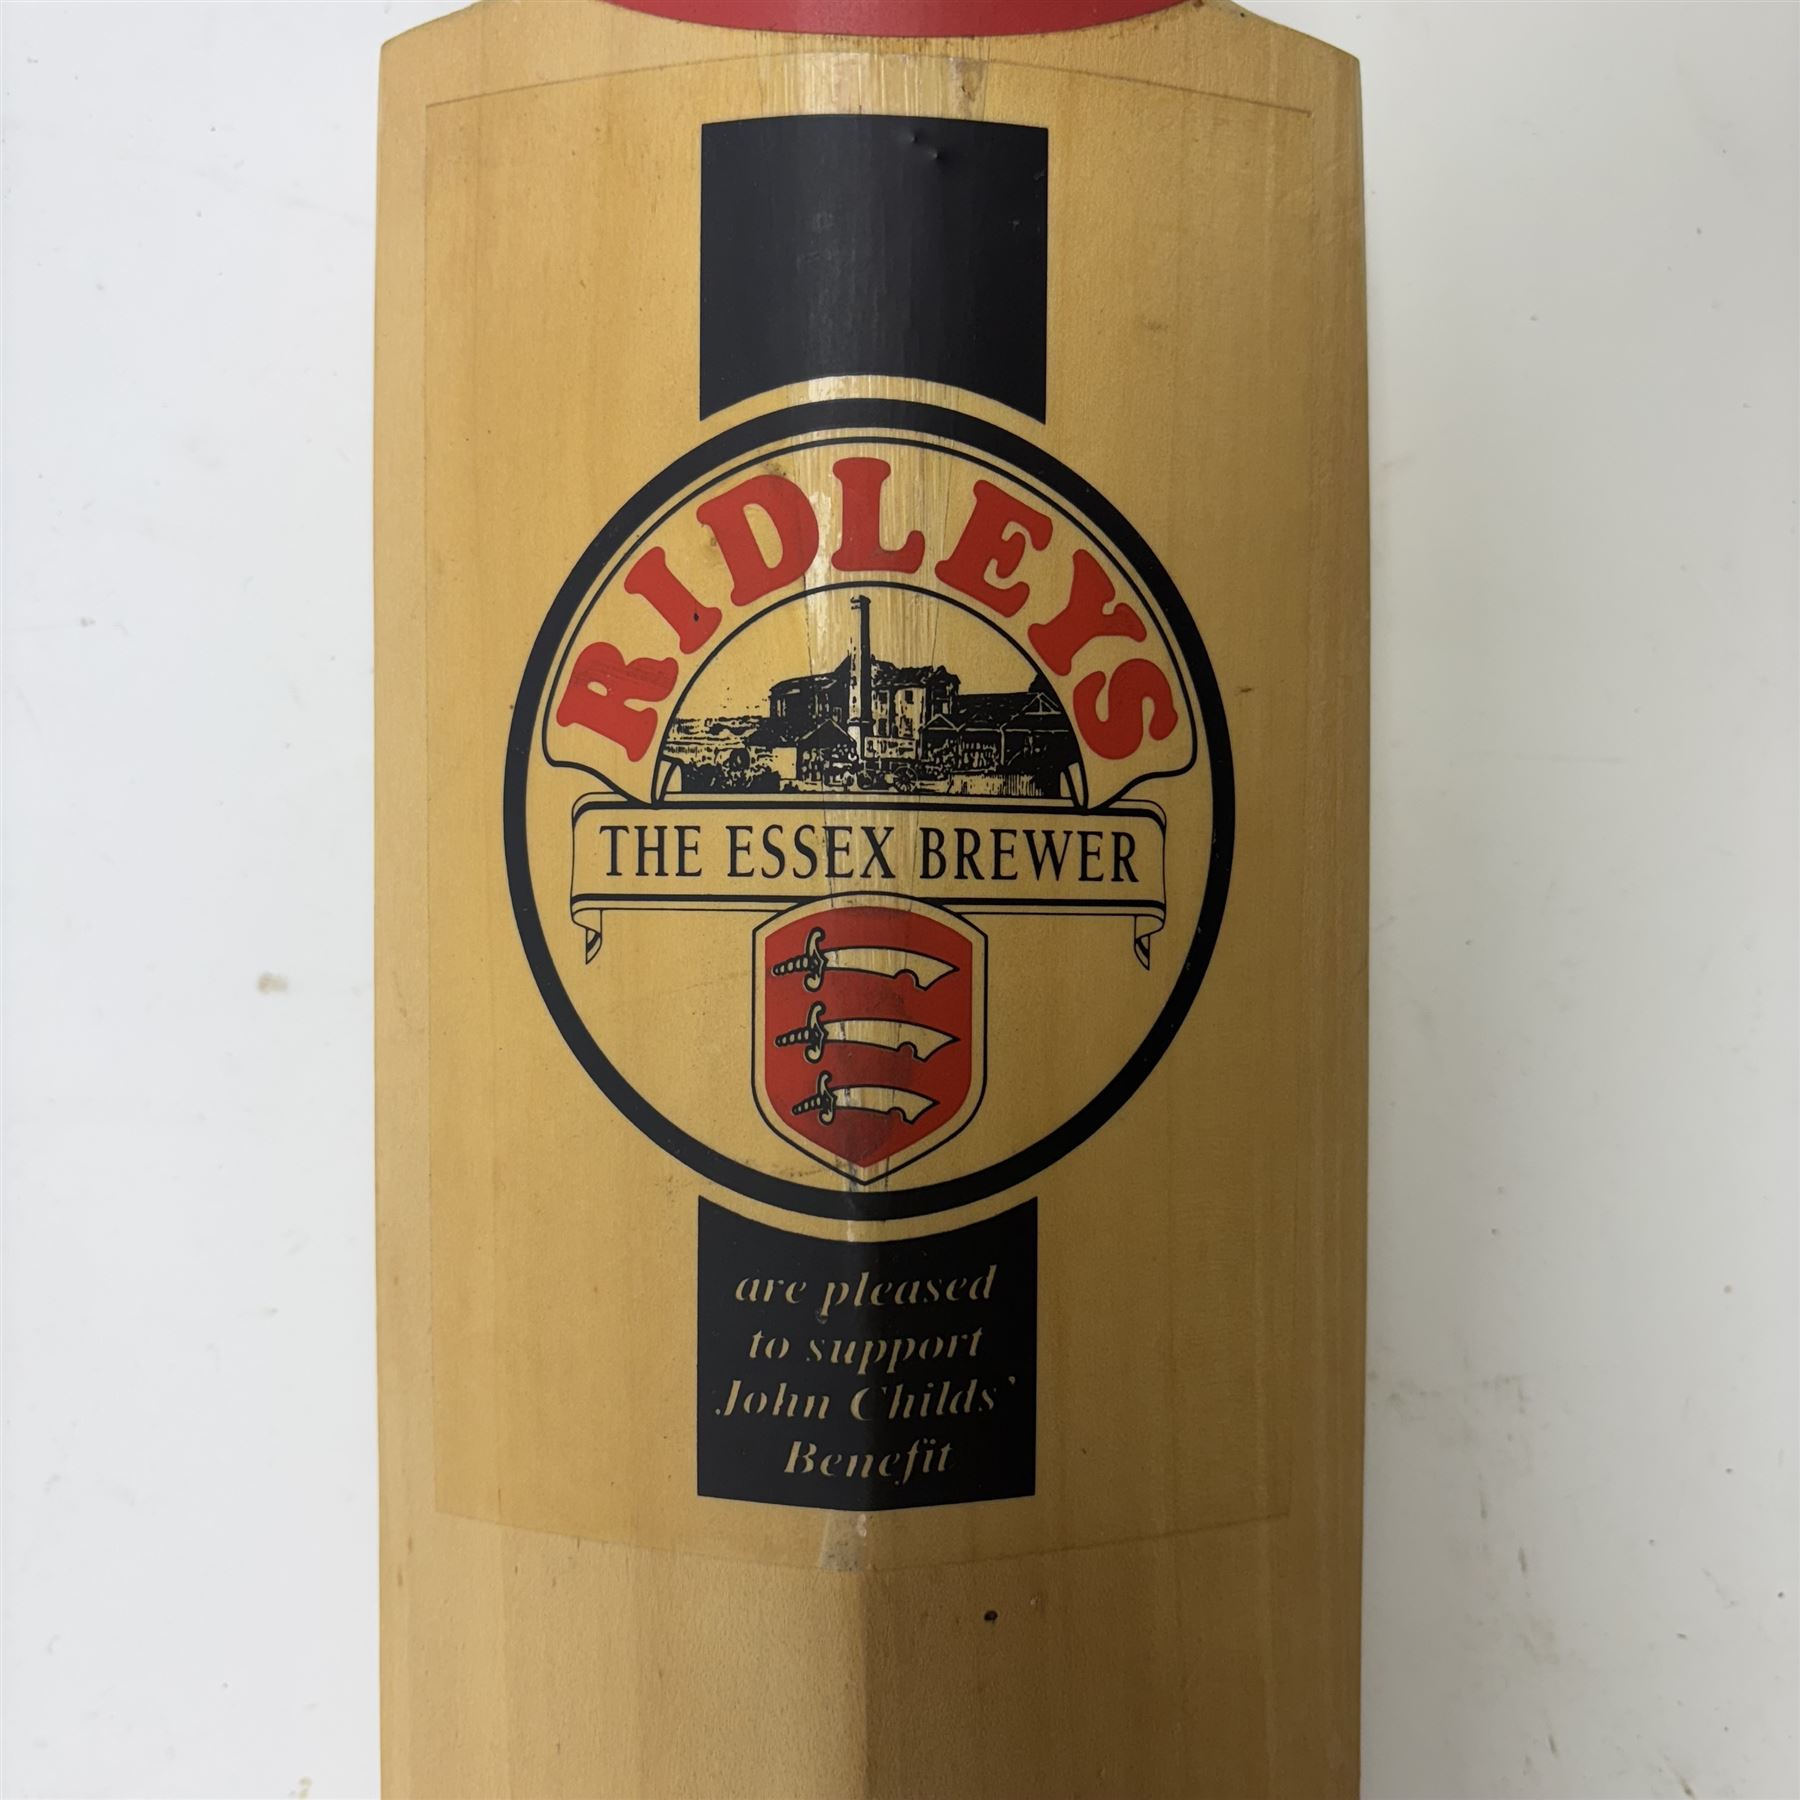 RIDLEYS
THE ESSEX BREWER
are pleased
to support
John Childs'
Benefit